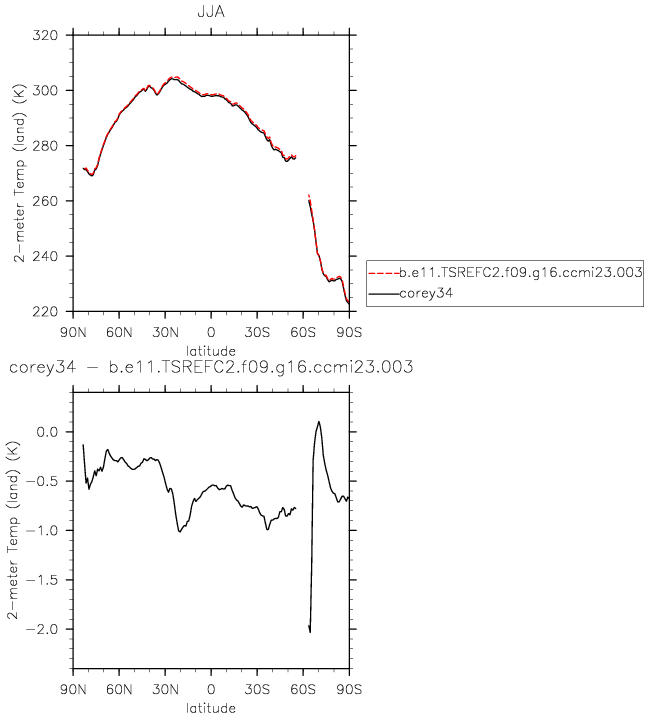 JJA
320
300
280
260
240
220
2-meter Temp (land) (K)
90N 60N 30N 0 30S 60S 90S
latitude
b.e11.TSREFC2.f09.g16.ccmi23.003
corey34
corey34 - b.e11.TSREFC2.f09.g16.ccmi23.003
0.0
-0.5
-1.0
-1.5
-2.0
2-meter Temp (land) (K)
90N 60N 30N 0 30S 60S 90S
latitude